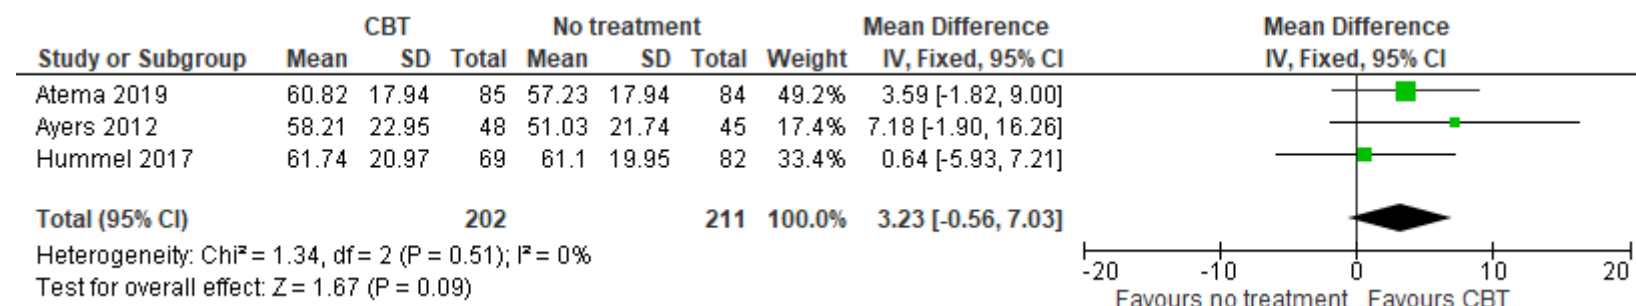 CBT No treatment Mean Difference Mean Difference
Study or Subgroup Mean SD Total Mean SD Total Weight IV, Fixed, 95% CI IV, Fixed, 95% CI
Atema 2019 60.82 17.94 85 57.23 17.94 84 49.2% 3.59 [-1.82, 9.00]
Ayers 2012 58.21 22.95 48 51.03 21.74 45 17.4% 7.18 [-1.90, 16.26]
Hummel 2017 61.74 20.97 69 61.1 19.95 82 33.4% 0.64 [-5.93, 7.21]
Total (95% CI) 202 211 100.0% 3.23 [-0.56, 7.03]
Heterogeneity: Chi² = 1.34, df = 2 (P = 0.51); I² = 0%
Test for overall effect: Z = 1.67 (P = 0.09)
-20 -10 0 10 20
Favours no treatment Favours CBT